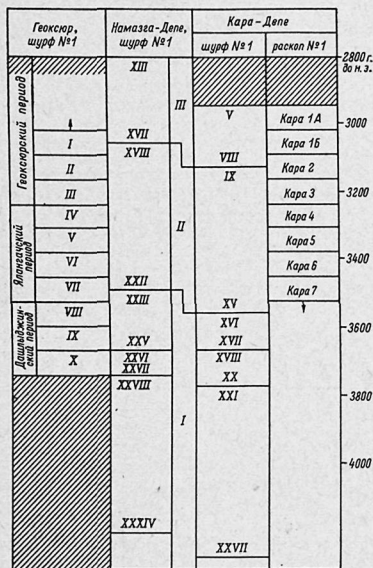 Геоксюр,
шурф №1
Намазга-Депе,
шурф №1
Кара-Депе
шурф №1
раскоп №1
Геоксюрский период
I
II
III
Ялангачский
период
IV
V
VI
VII
Дашлыджин-
ский период
VIII
IX
X
XIII
XVII
XVIII
XXII
XXIII
XXV
XXVI
XXVII
XXVIII
XXXIV
III
II
I
V
VIII
IX
XV
XVI
XVII
XVIII
XX
XXI
XXVII
Кара 1А
Кара 1Б
Кара 2
Кара 3
Кара 4
Кара 5
Кара 6
Кара 7
2800 г.
до н. э.
3000
3200
3400
3600
3800
4000